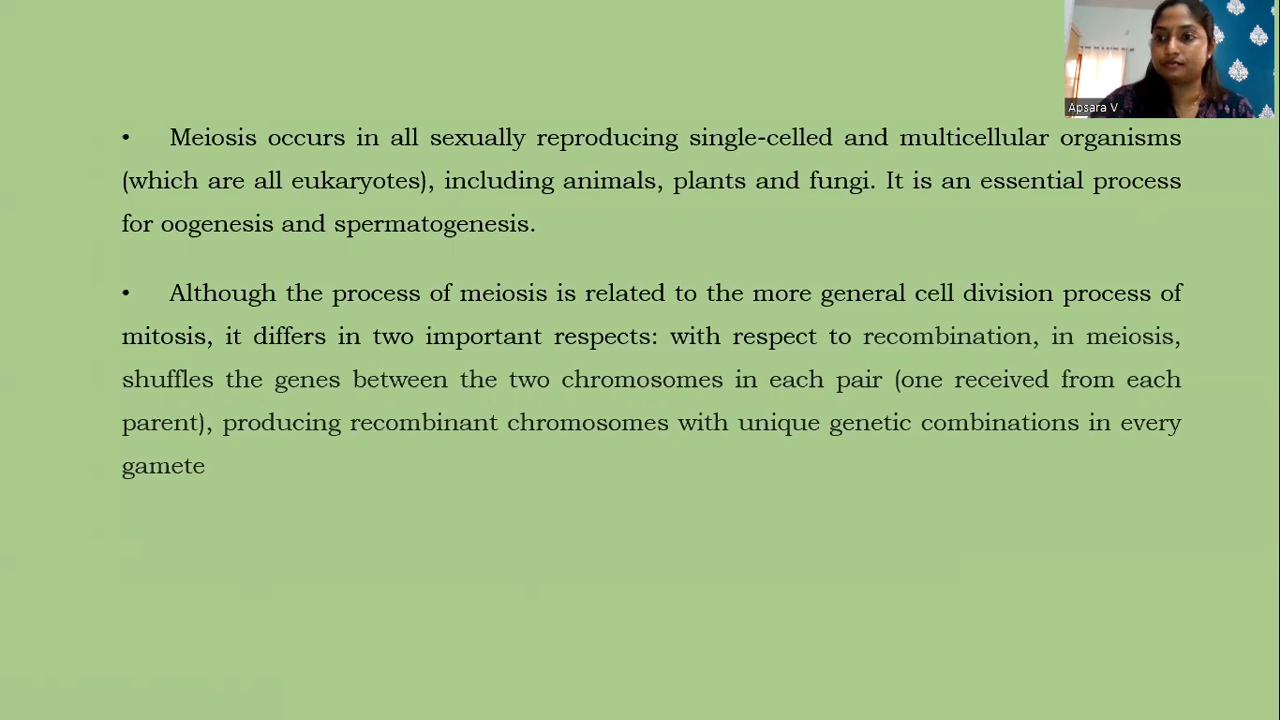 Apsara V
• Meiosis occurs in all sexually reproducing single-celled and multicellular organisms
(which are all eukaryotes), including animals, plants and fungi. It is an essential process
for oogenesis and spermatogenesis.
• Although the process of meiosis is related to the more general cell division process of
mitosis, it differs in two important respects: with respect to recombination, in meiosis,
shuffles the genes between the two chromosomes in each pair (one received from each
parent), producing recombinant chromosomes with unique genetic combinations in every
gamete